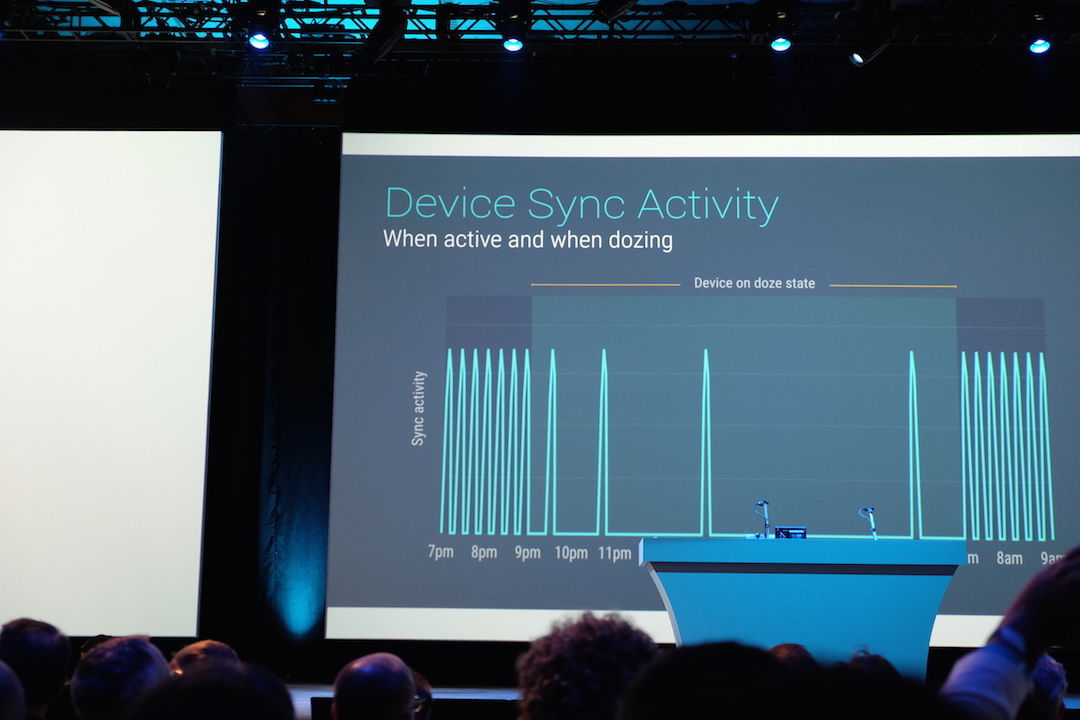 Device Sync Activity
When active and when dozing
Device on doze state
Sync activity
7pm 8pm 9pm 10pm 11pm 8am